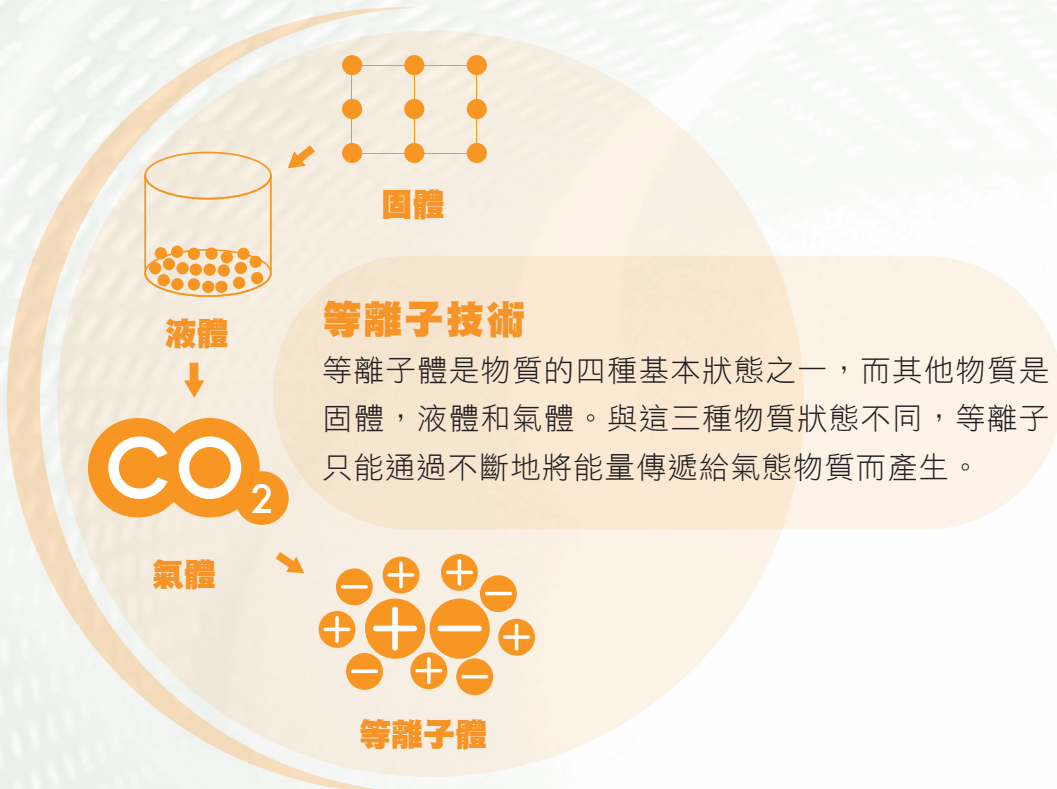 固體
液體
等離子技術
等離子體是物質的四種基本狀態之一，而其他物質是
固體，液體和氣體。與這三種物質狀態不同，等離子
只能通過不斷地將能量傳遞給氣態物質而產生。
CO2
氣體
等離子體